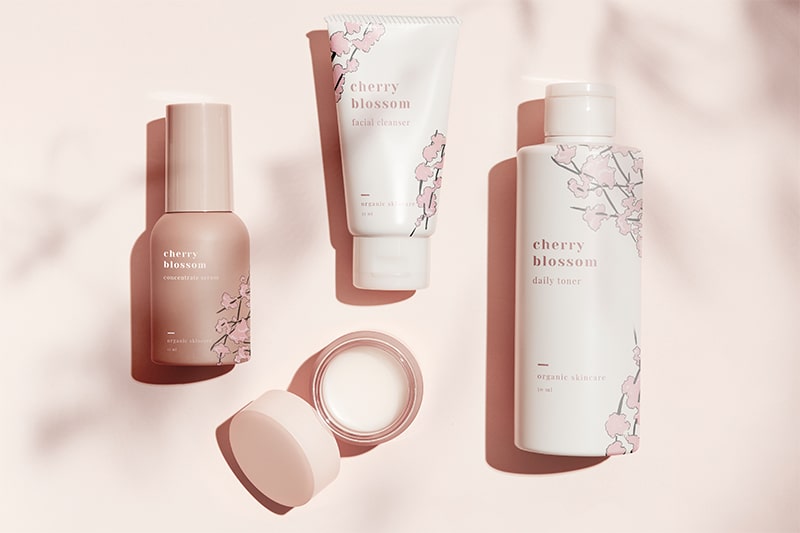 cherry
blossom
concentrate serum
organic skincare
cherry
blossom
facial cleanser
organic skincare
cherry
blossom
daily toner
organic skincare